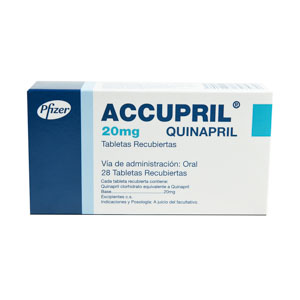 Pfizer
ACCUPRIL®
20mg QUINAPRIL
Tabletas Recubiertas
Vía de administración: Oral
28 Tabletas Recubiertas
Cada tableta recubierta contiene:
Quinapril clorhidrato equivalente a Quinapril
Base..................20mg
Excipientes c.s.
Indicaciones y Posología: A juicio del facultativo.